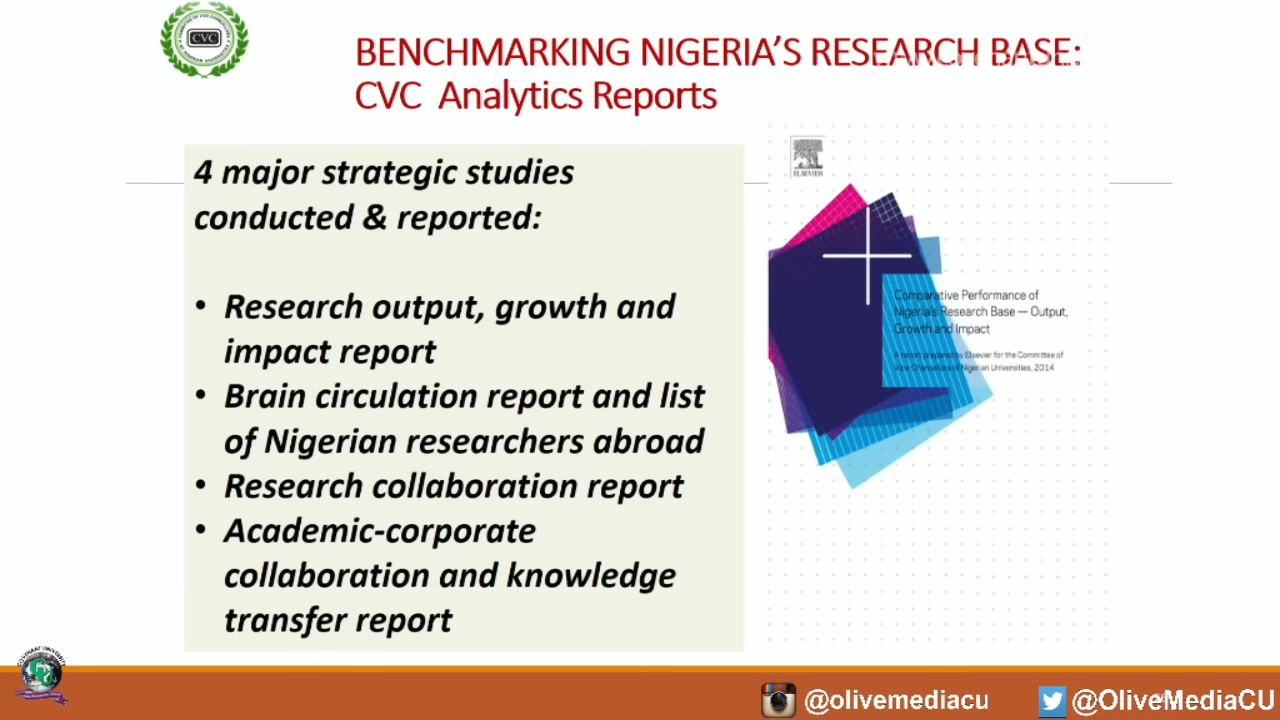 CVC
BENCHMARKING NIGERIA'S RESEARCH BASE:
CVC Analytics Reports
4 major strategic studies
conducted & reported:
• Research output, growth and
impact report
• Brain circulation report and list
of Nigerian researchers abroad
• Research collaboration report
• Academic-corporate
collaboration and knowledge
transfer report
ELSEVIER
Comparative Performance of
Nigeria's Research Base — Output,
Growth and Impact
A report prepared by Elsevier for the Committee of
Vice Chancellors of Nigerian Universities, 2014
COVENANT UNIVERSITY
@olivemediacu
@OliveMediaCU